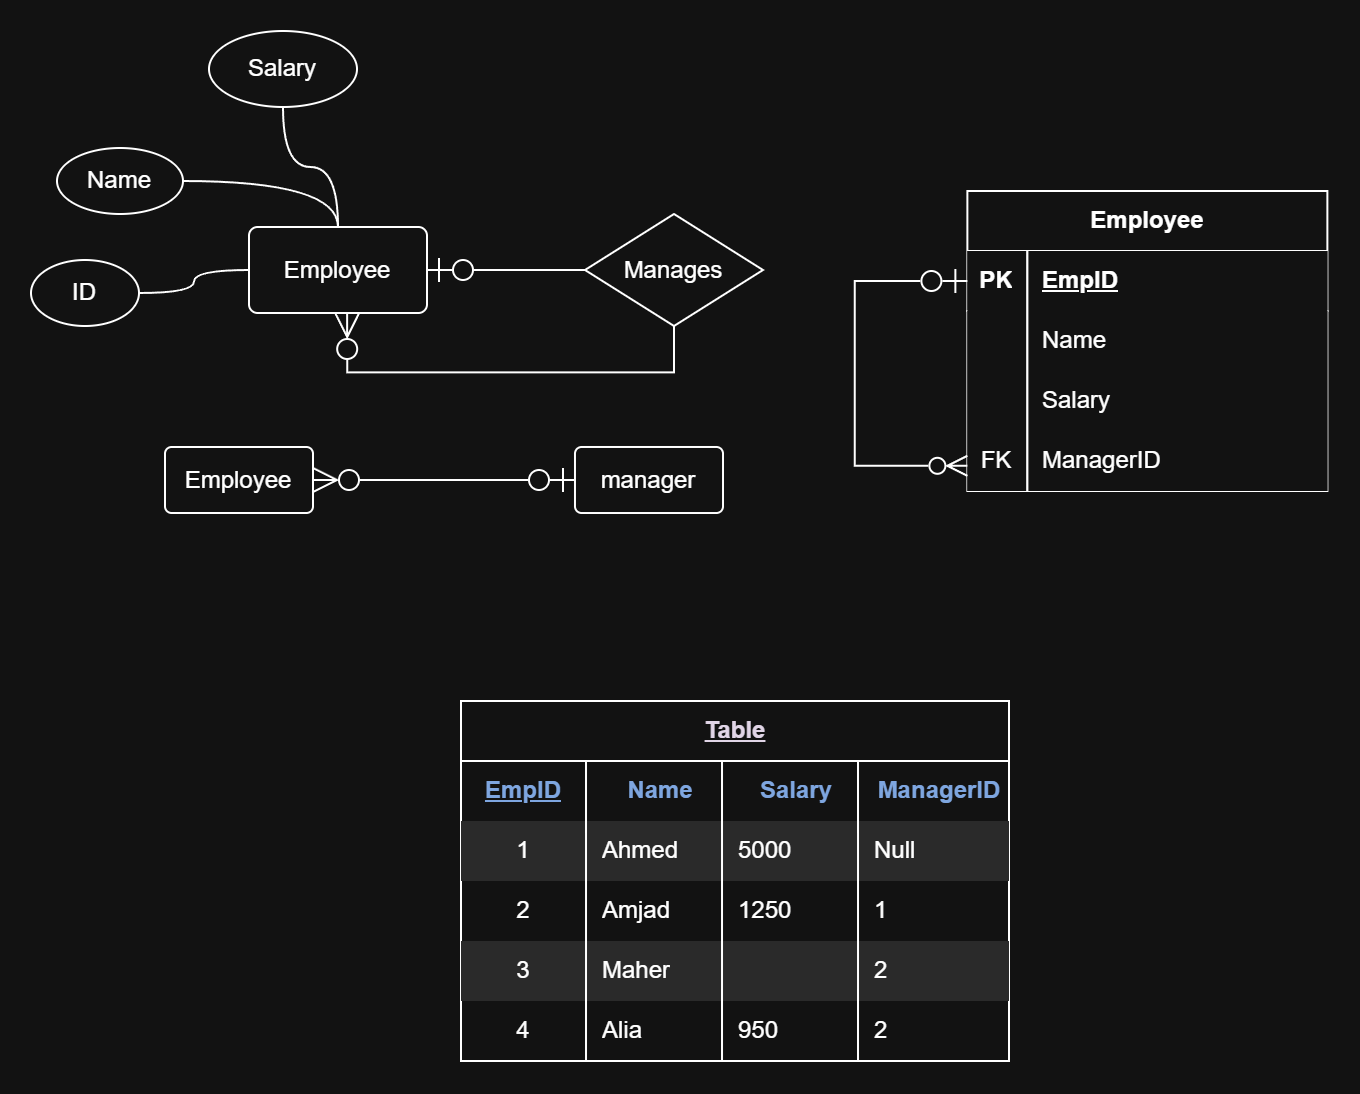 Salary
Name
ID
Employee
Manages
Employee
manager
Employee
PK EmpID
Name
Salary
FK ManagerID
Table
EmpID Name Salary ManagerID
1 Ahmed 5000 Null
2 Amjad 1250 1
3 Maher 2
4 Alia 950 2